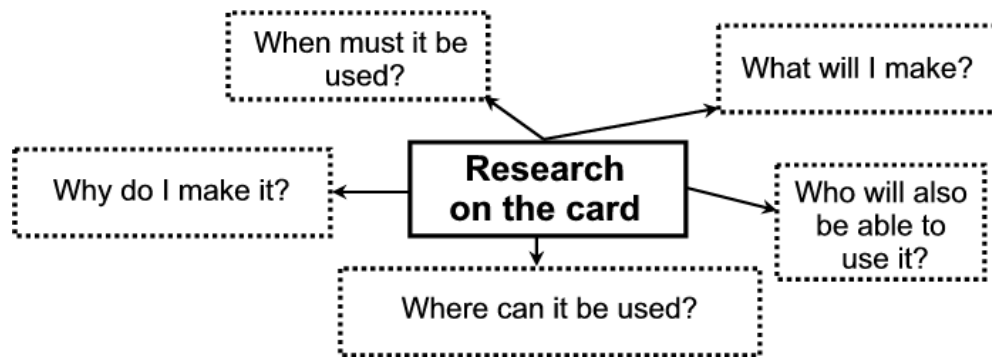 When must it be
used?
What will I make?
Research
on the card
Why do I make it?
Who will also
be able to
use it?
Where can it be used?